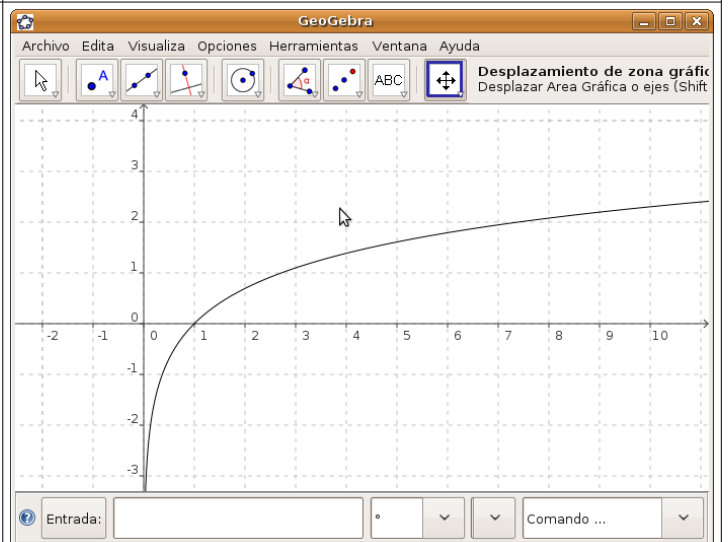 GeoGebra
Archivo Edita Visualiza Opciones Herramientas Ventana Ayuda
A
α
ABC
Desplazamiento de zona gráfic
Desplazar Area Gráfica o ejes (Shift
4
3
2
1
0
-2 -1 0 1 2 3 4 5 6 7 8 9 10
-1
-2
-3
Entrada:
°
Comando ...